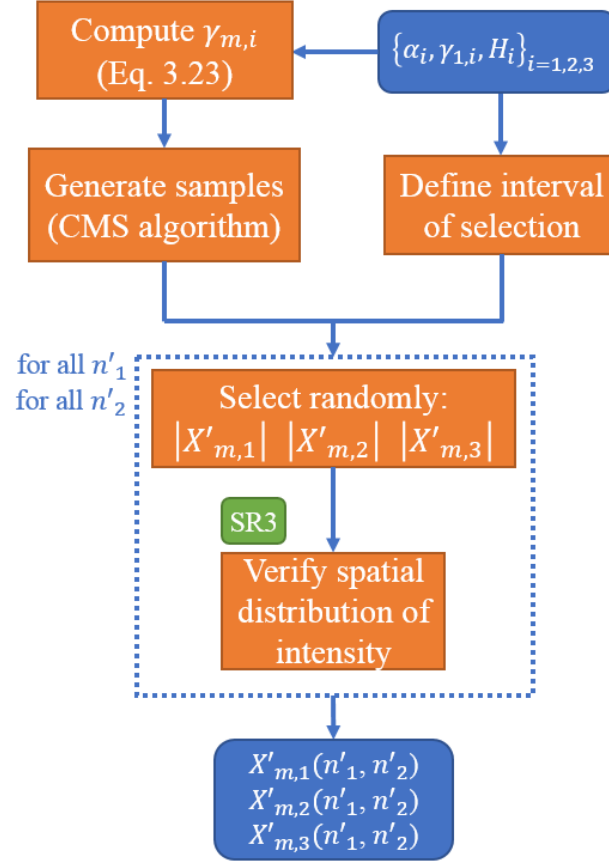 Compute γ_{m,i}
(Eq. 3.23)
{α_i, γ_{1,i}, H_i}_{i=1,2,3}
Generate samples
(CMS algorithm)
Define interval
of selection
for all n'_1
for all n'_2
Select randomly:
|X'_{m,1}| |X'_{m,2}| |X'_{m,3}|
SR3
Verify spatial
distribution of
intensity
X'_{m,1}(n'_1, n'_2)
X'_{m,2}(n'_1, n'_2)
X'_{m,3}(n'_1, n'_2)